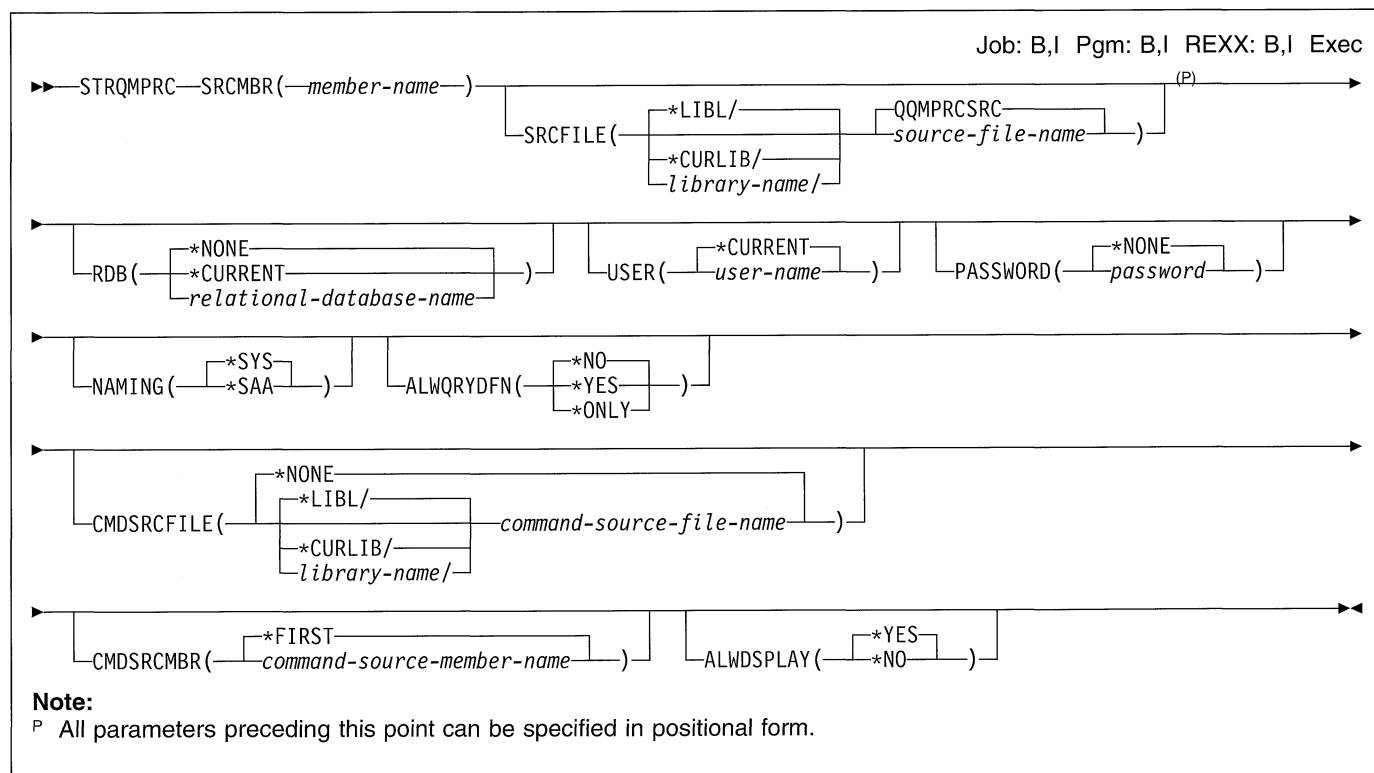 Job: B,I Pgm: B,I REXX: B,I Exec
STRQMPRC SRCMBR( member-name ) (P)
SRCFILE( *LIBL/ *CURLIB/ library-name/ QQMPRCSRC source-file-name )
RDB( *NONE *CURRENT relational-database-name ) USER( *CURRENT user-name ) PASSWORD( *NONE password )
NAMING( *SYS *SAA ) ALWQRYDFN( *NO *YES *ONLY )
CMDSRCFILE( *NONE *LIBL/ *CURLIB/ library-name/ command-source-file-name )
CMDSRCMBR( *FIRST command-source-member-name ) ALWDSPLAY( *YES *NO )
Note:
P All parameters preceding this point can be specified in positional form.